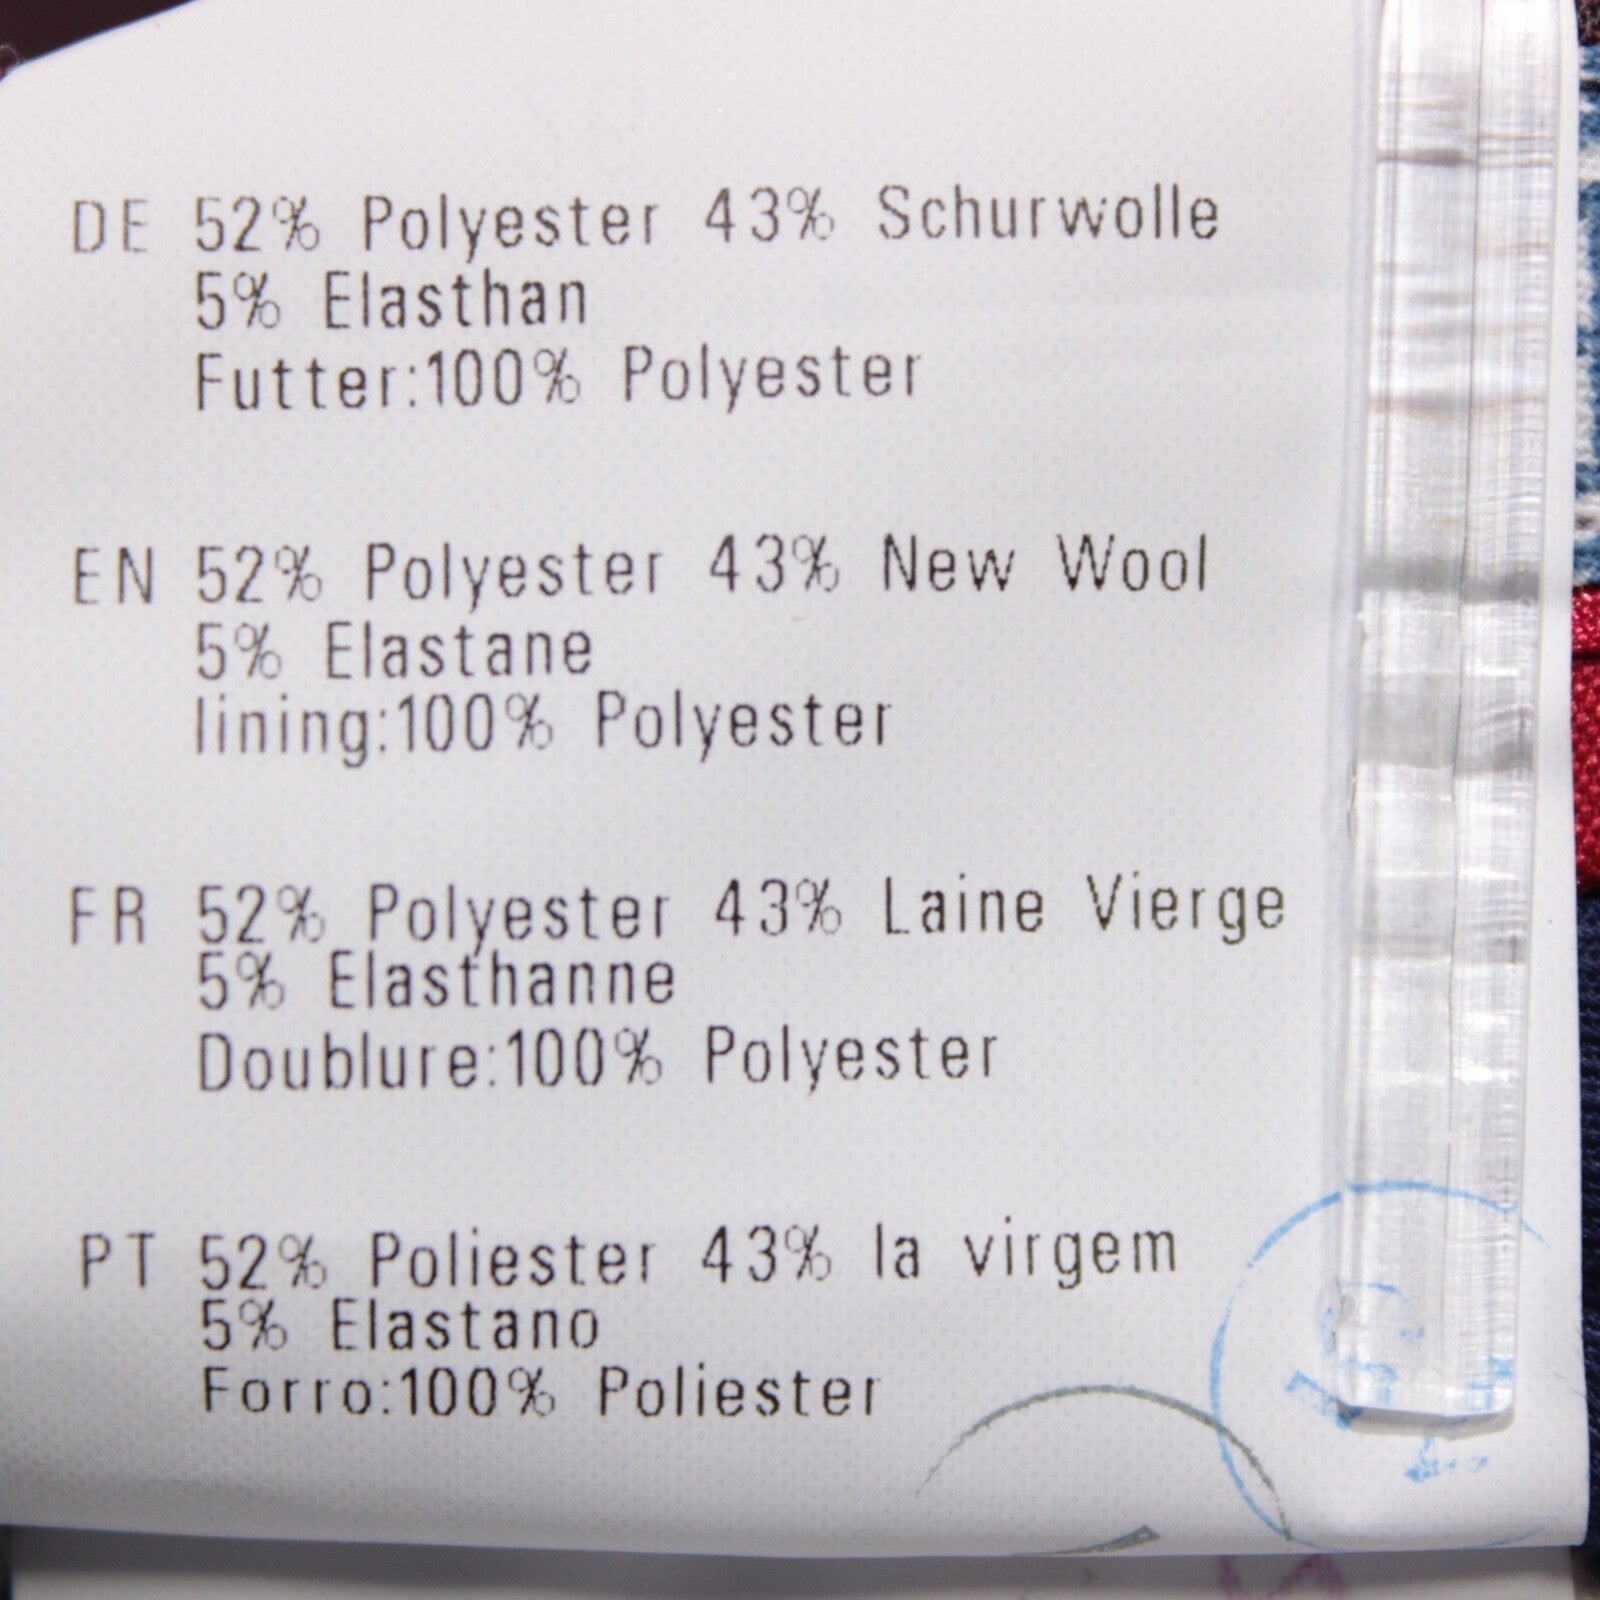 DE 52% Polyester 43% Schurwolle
5% Elasthan
Futter:100% Polyester
EN 52% Polyester 43% New Wool
5% Elastane
lining:100% Polyester
FR 52% Polyester 43% Laine Vierge
5% Elasthanne
Doublure:100% Polyester
PT 52% Poliester 43% la virgem
5% Elastano
Forro:100% Poliester